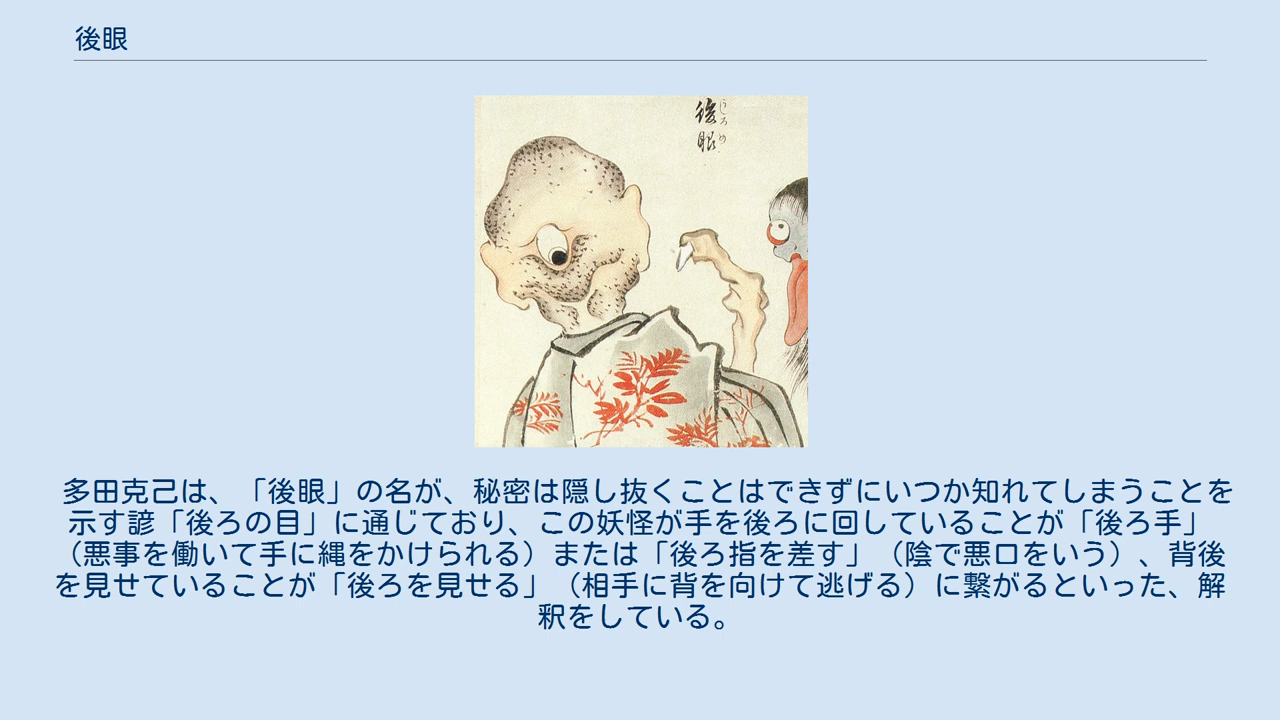 後眼
後眼
うしろめ
多田克己は、「後眼」の名が、秘密は隠し抜くことはできずにいつか知れてしまうことを
示す諺「後ろの目」に通じており、この妖怪が手を後ろに回していることが「後ろ手」
（悪事を働いて手に縄をかけられる）または「後ろ指を差す」（陰で悪口をいう）、背後
を見せていることが「後ろを見せる」（相手に背を向けて逃げる）に繋がるといった、解
釈をしている。